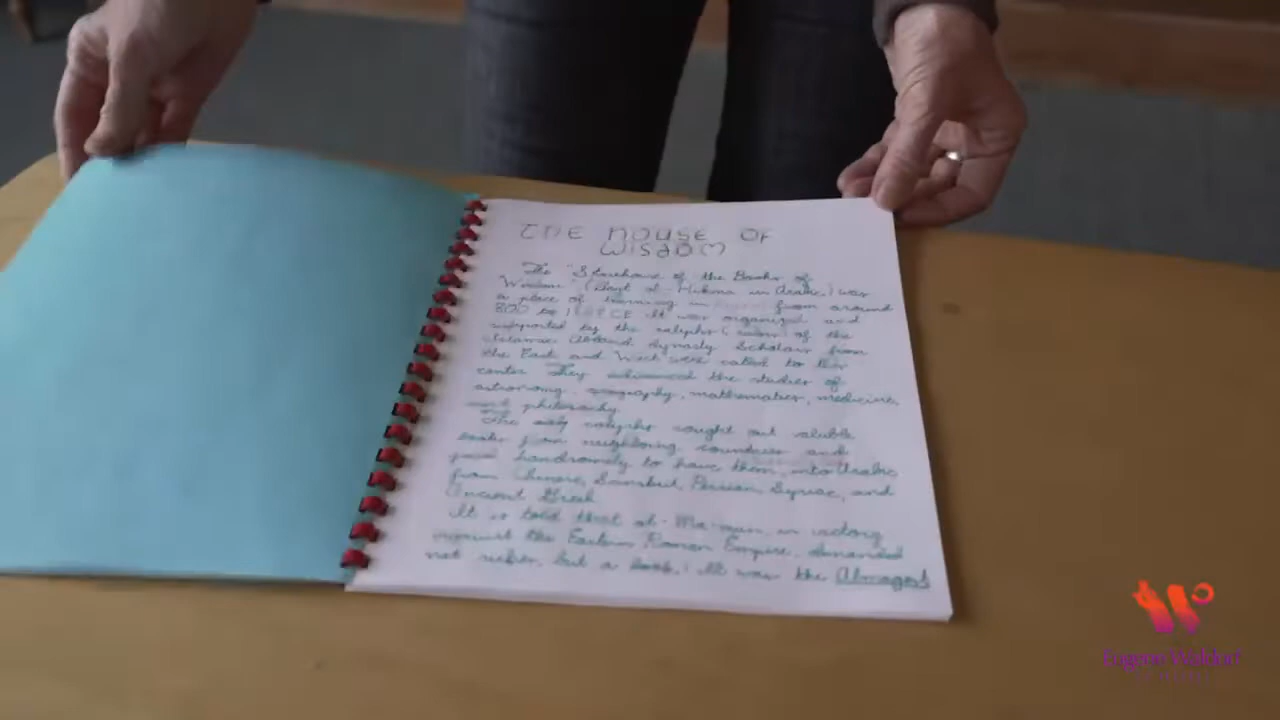 THE HOUSE OF
WISDOM
The "Storehouse of the Books of
Wisdom" (Bayt al-Hikma in Arabic) was
a place of learning in from around
800 to CE. It was organized and
supported by the caliphs ( ) of the
Islamic Abbasid dynasty. Scholars from
the East and West were called to this
center. They advanced the studies of
astronomy, geography, mathematics, medicine,
and philosophy.
The caliphs sought out valuable
books from neighboring countries and
paid handsomely to have them into Arabic
from Chinese, Sanskrit, Persian, Syriac, and
Ancient Greek.
It is told that al-Ma-mun, in victory
against the Eastern Roman Empire, demanded
not riches, but a book! It was the Almagest
Eugene Waldorf